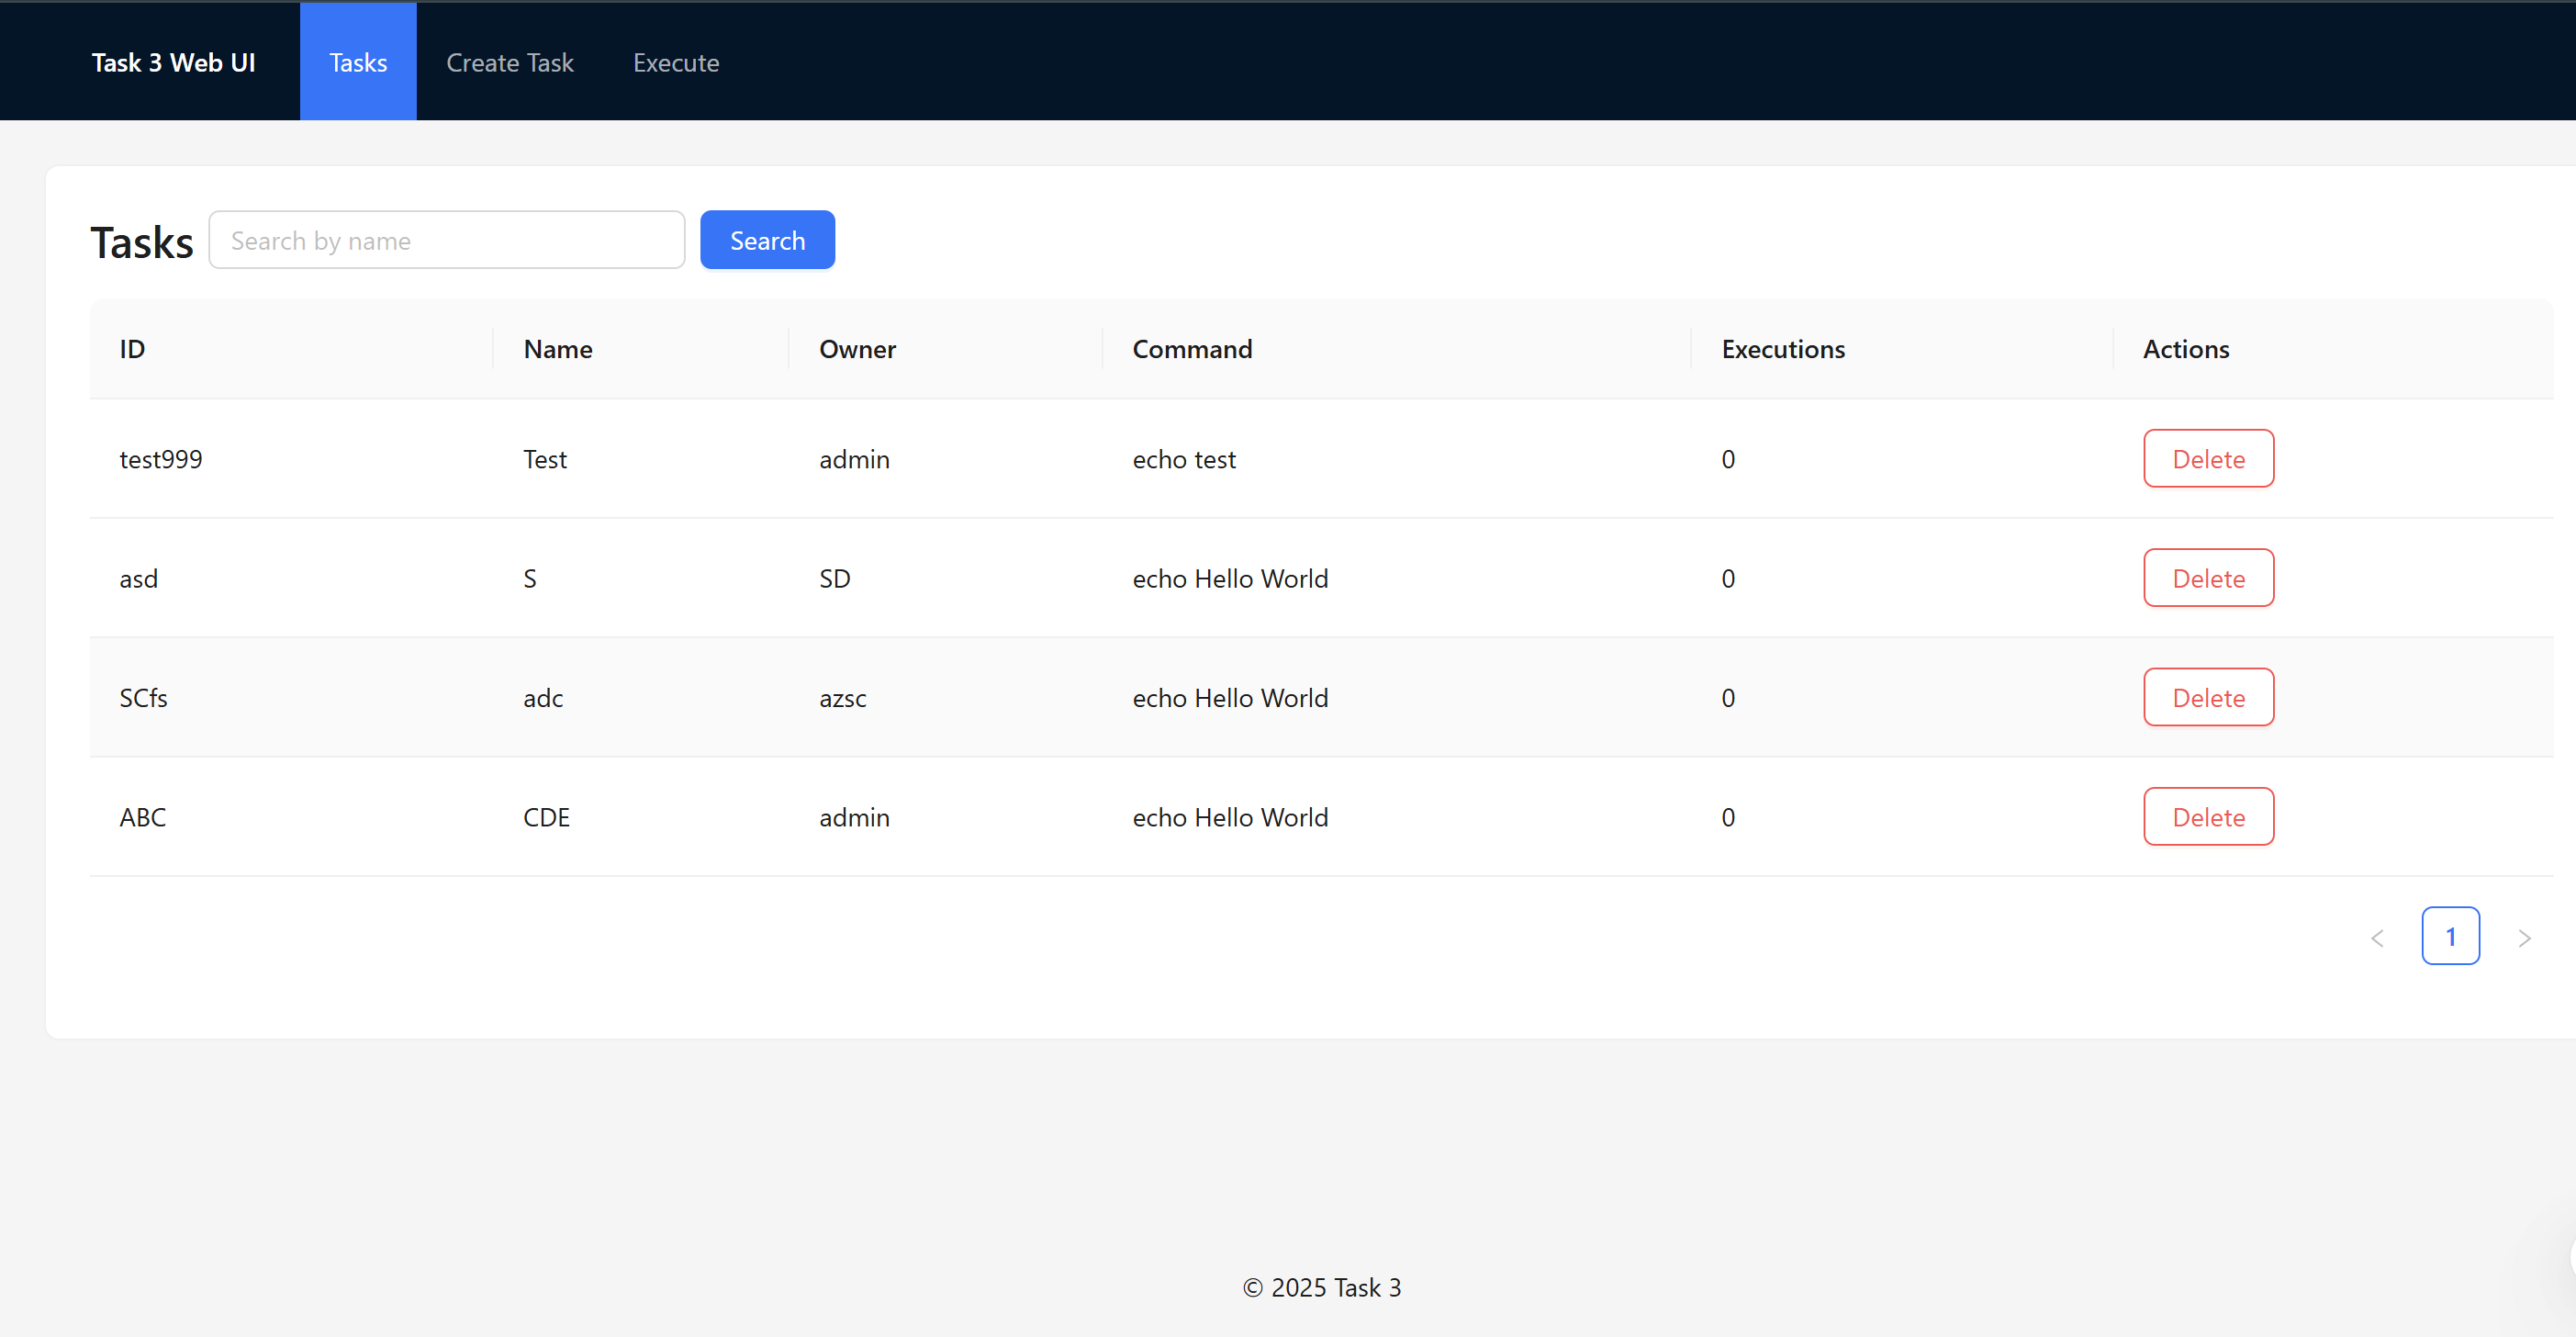 Task 3 Web UI Tasks Create Task Execute
Tasks Search by name Search
ID Name Owner Command Executions Actions
test999 Test admin echo test 0 Delete
asd S SD echo Hello World 0 Delete
SCfs adc azsc echo Hello World 0 Delete
ABC CDE admin echo Hello World 0 Delete
< 1 >
© 2025 Task 3